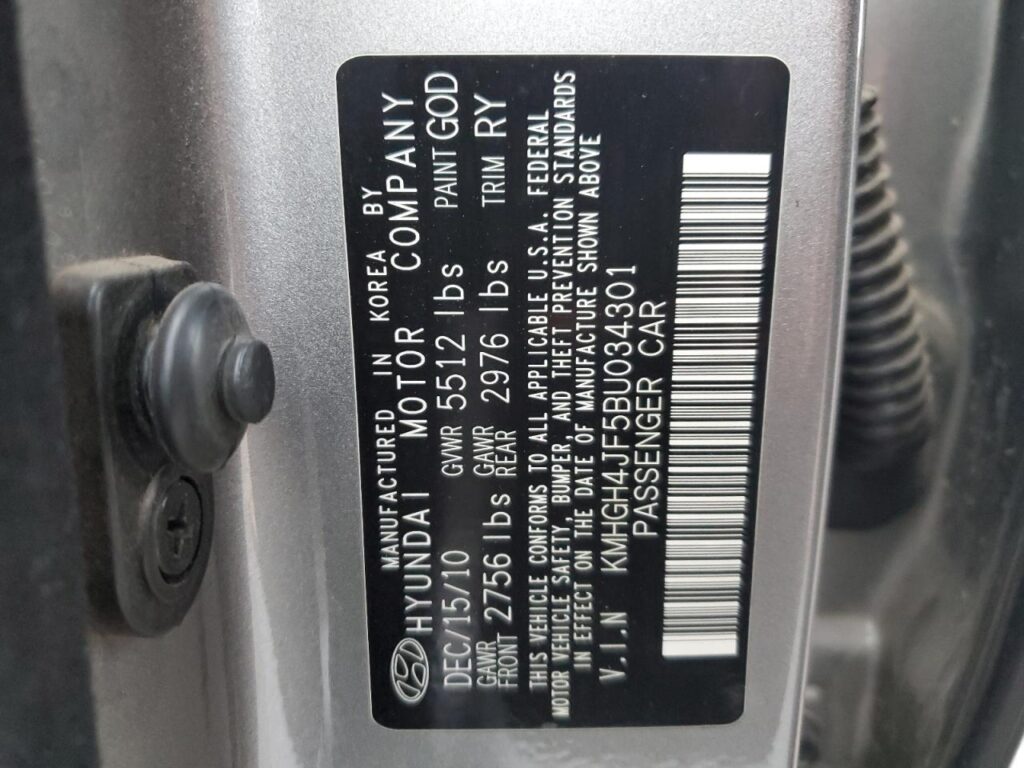 MANUFACTURED IN KOREA BY
HYUNDAI MOTOR COMPANY
DEC/15/10 GVWR 5512 lbs PAINT GOD
GAWR FRONT 2756 lbs GAWR REAR 2976 lbs TRIM RY
THIS VEHICLE CONFORMS TO ALL APPLICABLE U.S.A. FEDERAL
MOTOR VEHICLE SAFETY, BUMPER, AND THEFT PREVENTION STANDARDS
IN EFFECT ON THE DATE OF MANUFACTURE SHOWN ABOVE
V.I.N KMHGH4JF5BU034301
PASSENGER CAR